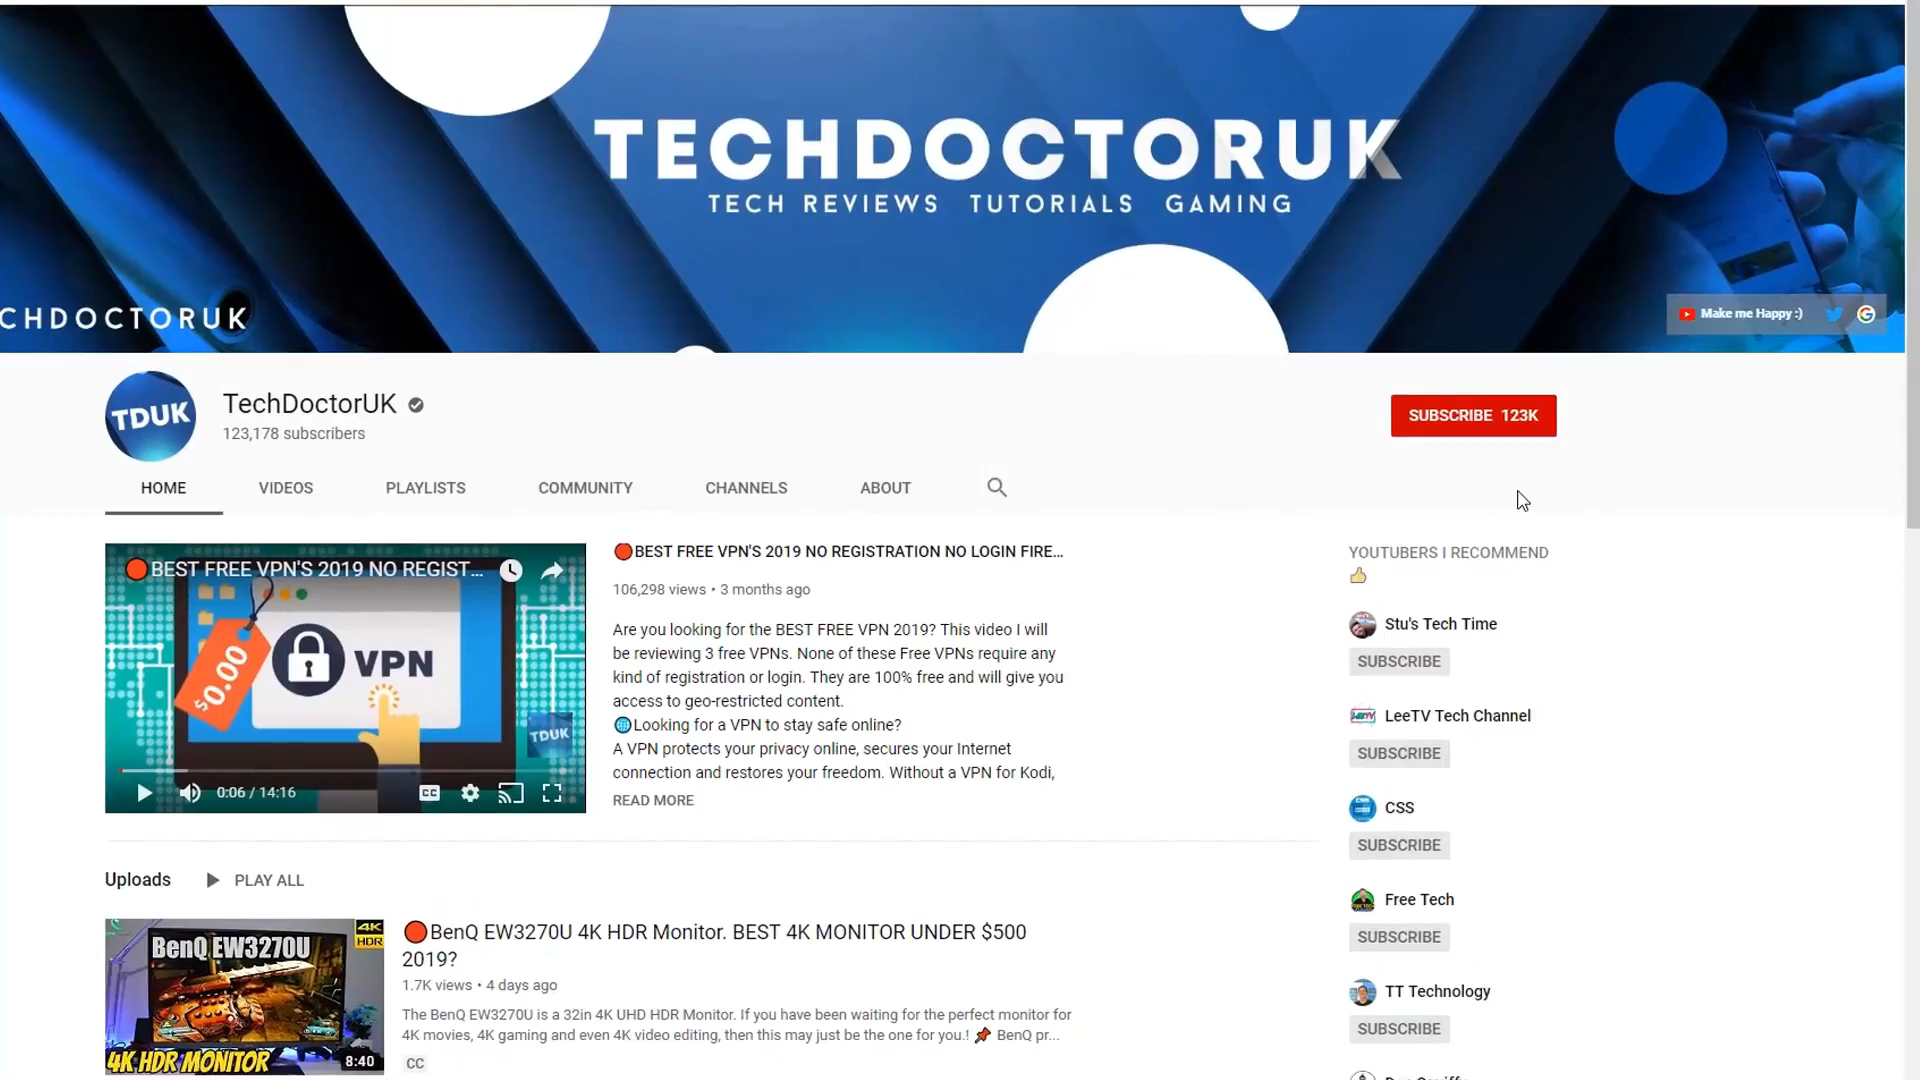 TECHDOCTORUK
TECH REVIEWS TUTORIALS GAMING
CHDOCTORUK
Make me Happy :)
TDUK
TechDoctorUK
123,178 subscribers
SUBSCRIBE 123K
HOME VIDEOS PLAYLISTS COMMUNITY CHANNELS ABOUT
BEST FREE VPN'S 2019 NO REGIST...
$0.00
VPN
TDUK
0:06 / 14:16
CC
BEST FREE VPN'S 2019 NO REGISTRATION NO LOGIN FIRE...
106,298 views • 3 months ago
Are you looking for the BEST FREE VPN 2019? This video I will
be reviewing 3 free VPNs. None of these Free VPNs require any
kind of registration or login. They are 100% free and will give you
access to geo-restricted content.
Looking for a VPN to stay safe online?
A VPN protects your privacy online, secures your Internet
connection and restores your freedom. Without a VPN for Kodi,
READ MORE
YOUTUBERS I RECOMMEND
Stu's Tech Time
SUBSCRIBE
LeeTV Tech Channel
SUBSCRIBE
CSS
SUBSCRIBE
Free Tech
SUBSCRIBE
TT Technology
SUBSCRIBE
Uploads PLAY ALL
BenQ EW3270U
4K
HDR
4K HDR MONITOR
8:40
BenQ EW3270U 4K HDR Monitor. BEST 4K MONITOR UNDER $500
2019?
1.7K views • 4 days ago
The BenQ EW3270U is a 32in 4K UHD HDR Monitor. If you have been waiting for the perfect monitor for
4K movies, 4K gaming and even 4K video editing, then this may just be the one for you.! BenQ pr...
CC